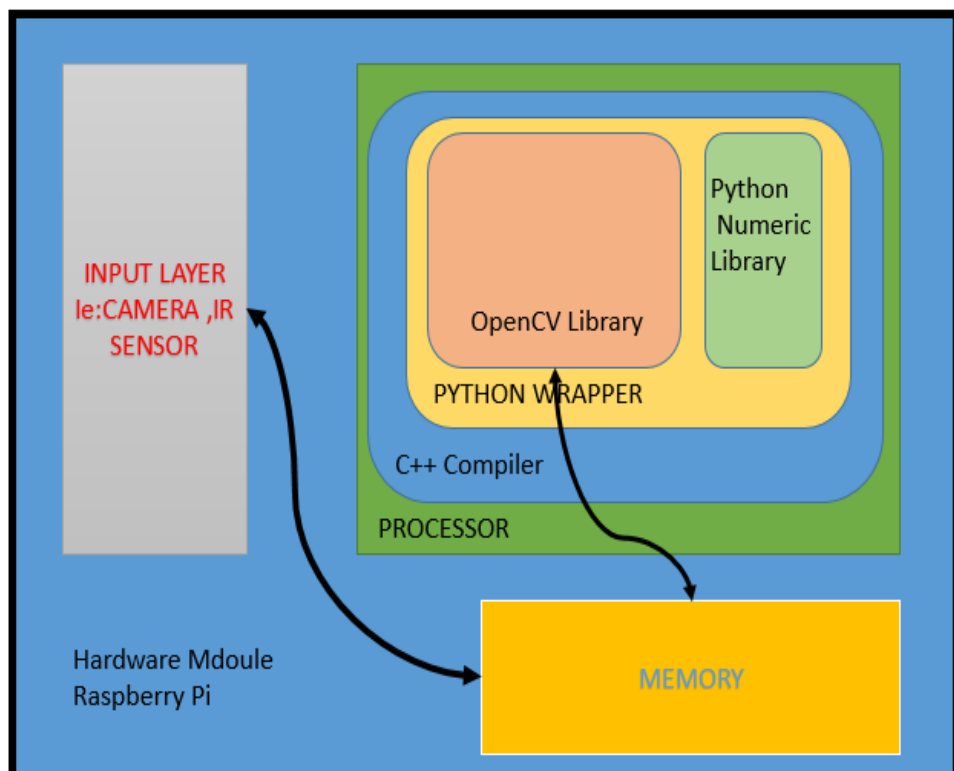 INPUT LAYER
Ie:CAMERA ,IR
SENSOR
Python
Numeric
Library
OpenCV Library
PYTHON WRAPPER
C++ Compiler
PROCESSOR
Hardware Mdoule
Raspberry Pi
MEMORY